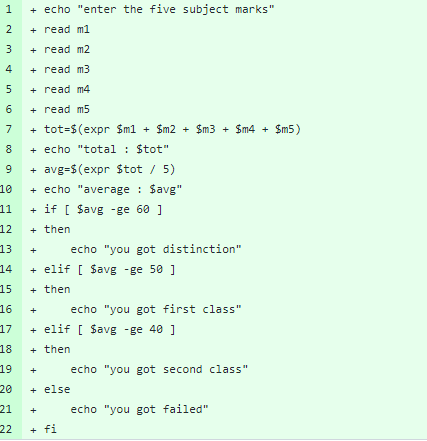 1 + echo "enter the five subject marks"
2 + read m1
3 + read m2
4 + read m3
5 + read m4
6 + read m5
7 + tot=$(expr $m1 + $m2 + $m3 + $m4 + $m5)
8 + echo "total : $tot"
9 + avg=$(expr $tot / 5)
10 + echo "average : $avg"
11 + if [ $avg -ge 60 ]
12 + then
13 +     echo "you got distinction"
14 + elif [ $avg -ge 50 ]
15 + then
16 +     echo "you got first class"
17 + elif [ $avg -ge 40 ]
18 + then
19 +     echo "you got second class"
20 + else
21 +     echo "you got failed"
22 + fi